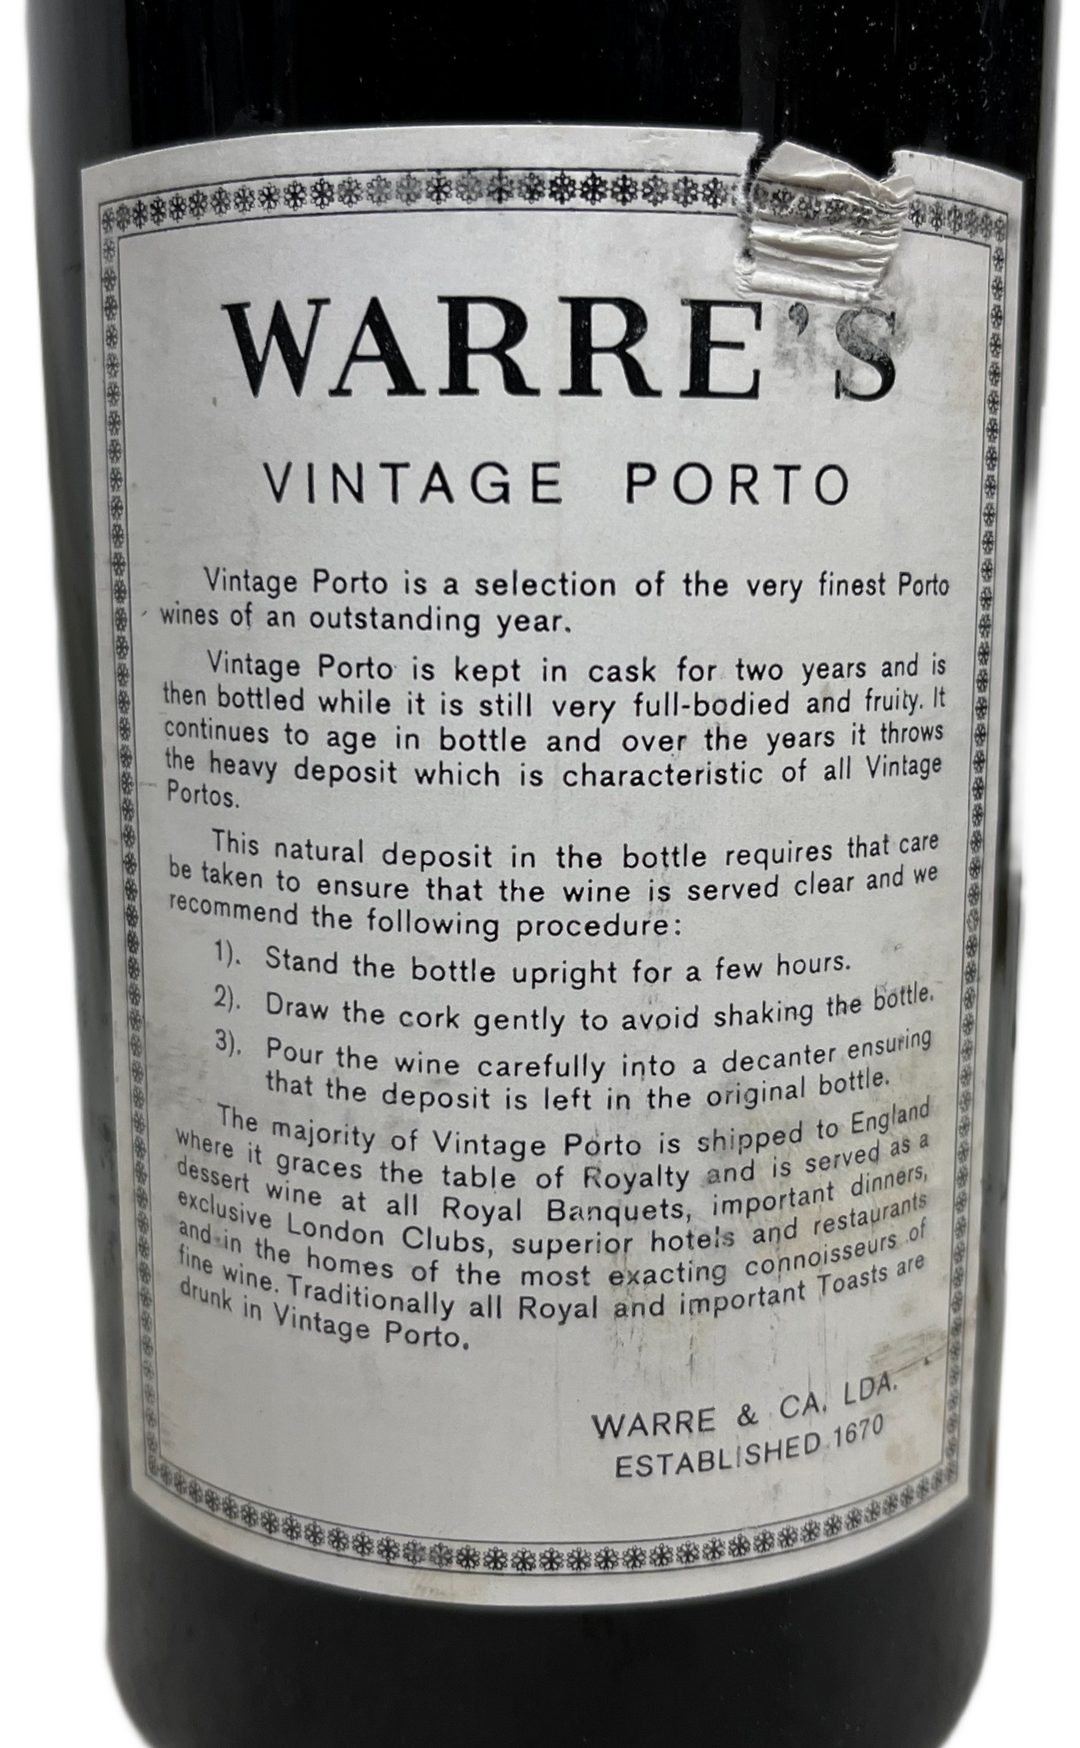 WARRE'S
VINTAGE PORTO
Vintage Porto is a selection of the very finest Porto
wines of an outstanding year.
Vintage Porto is kept in cask for two years and is
then bottled while it is still very full-bodied and fruity. It
continues to age in bottle and over the years it throws
the heavy deposit which is characteristic of all Vintage
Portos.
This natural deposit in the bottle requires that care
be taken to ensure that the wine is served clear and we
recommend the following procedure:
1). Stand the bottle upright for a few hours.
2). Draw the cork gently to avoid shaking the bottle.
3). Pour the wine carefully into a decanter ensuring
that the deposit is left in the original bottle.
The majority of Vintage Porto is shipped to England
where it graces the table of Royalty and is served as a
dessert wine at all Royal Banquets, important dinners,
exclusive London Clubs, superior hotels and restaurants
and in the homes of the most exacting connoisseurs of
fine wine. Traditionally all Royal and important Toasts are
drunk in Vintage Porto.
WARRE & CA. LDA.
ESTABLISHED 1670